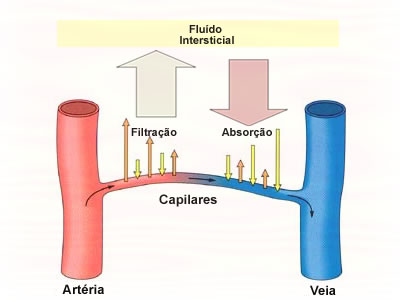 Fluído
Intersticial
Filtração
Absorção
Capilares
Artéria
Veia